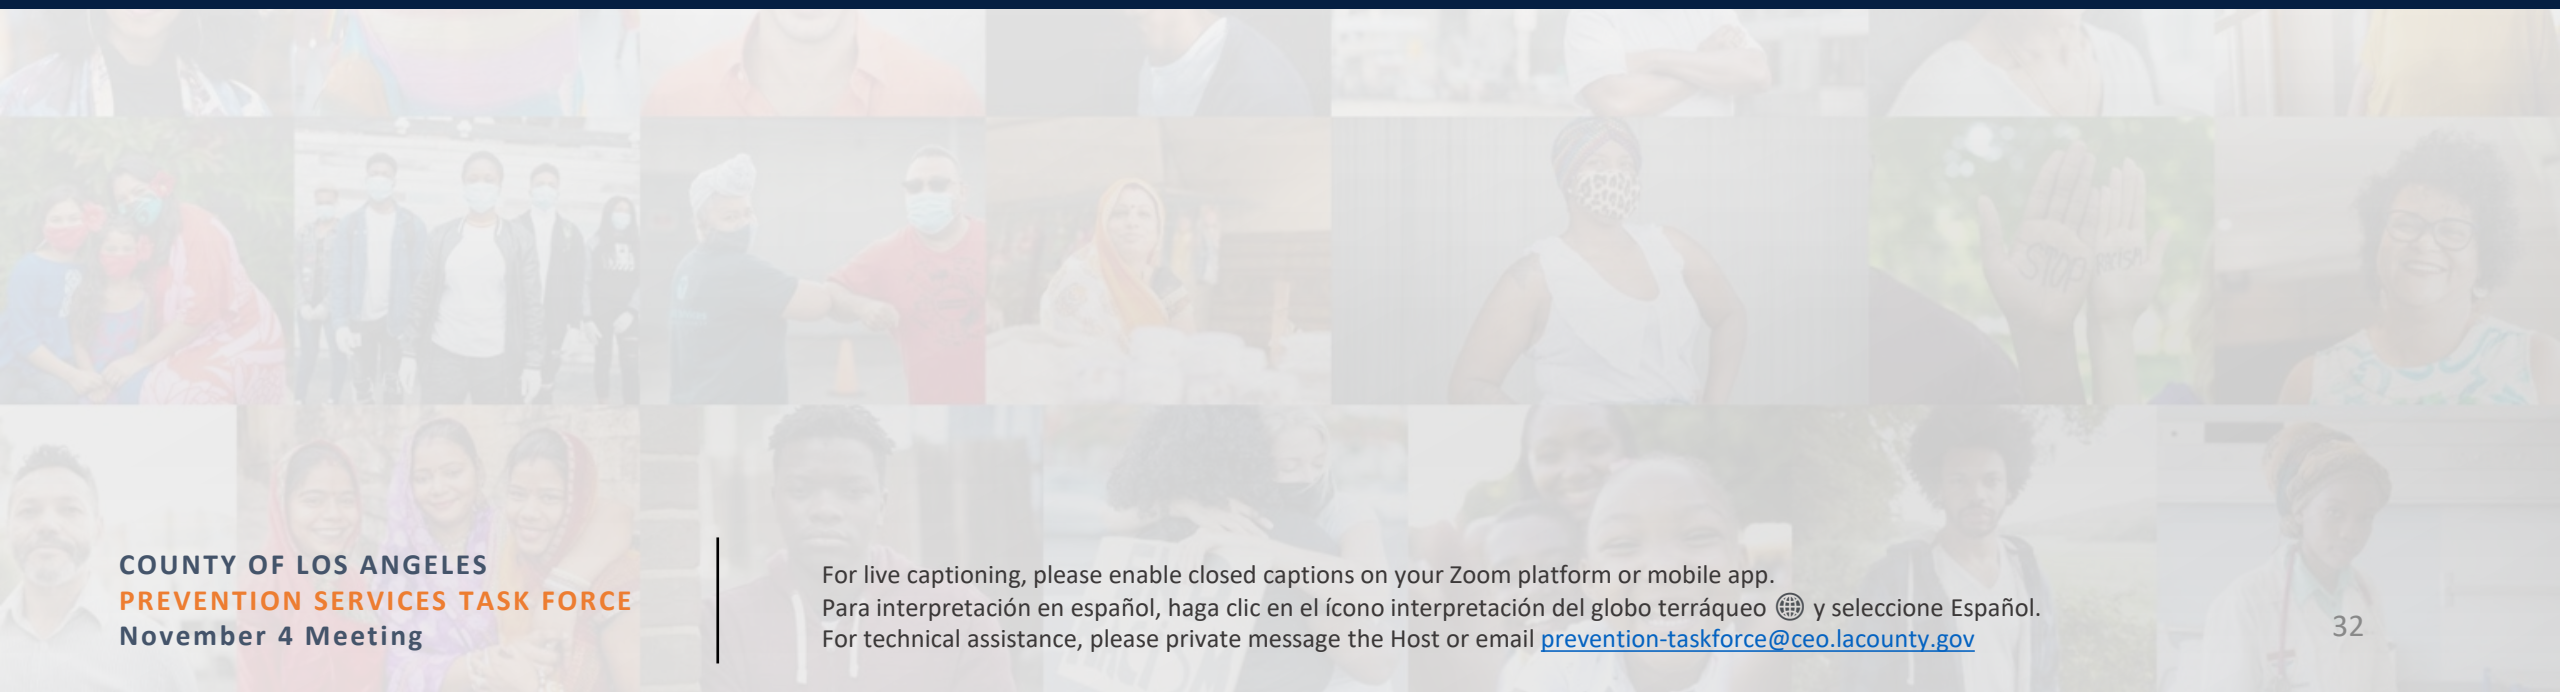 STOP racism!
COUNTY OF LOS ANGELES
PREVENTION SERVICES TASK FORCE
November 4 Meeting
For live captioning, please enable closed captions on your Zoom platform or mobile app.
Para interpretación en español, haga clic en el ícono interpretación del globo terráqueo y seleccione Español.
For technical assistance, please private message the Host or email prevention-taskforce@ceo.lacounty.gov
32